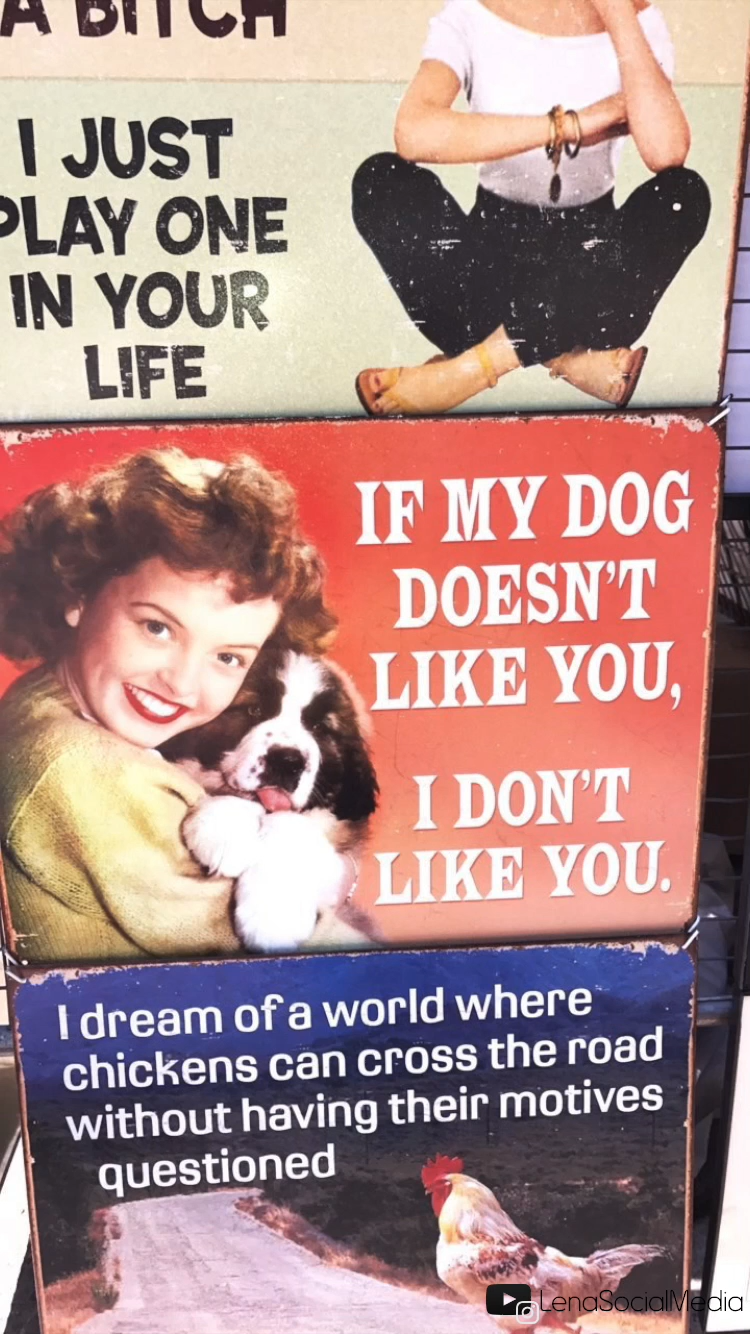 A BITCH
I JUST
PLAY ONE
IN YOUR
LIFE
IF MY DOG
DOESN'T
LIKE YOU,
I DON'T
LIKE YOU.
I dream of a world where
chickens can cross the road
without having their motives
questioned
LenaSocialMedia